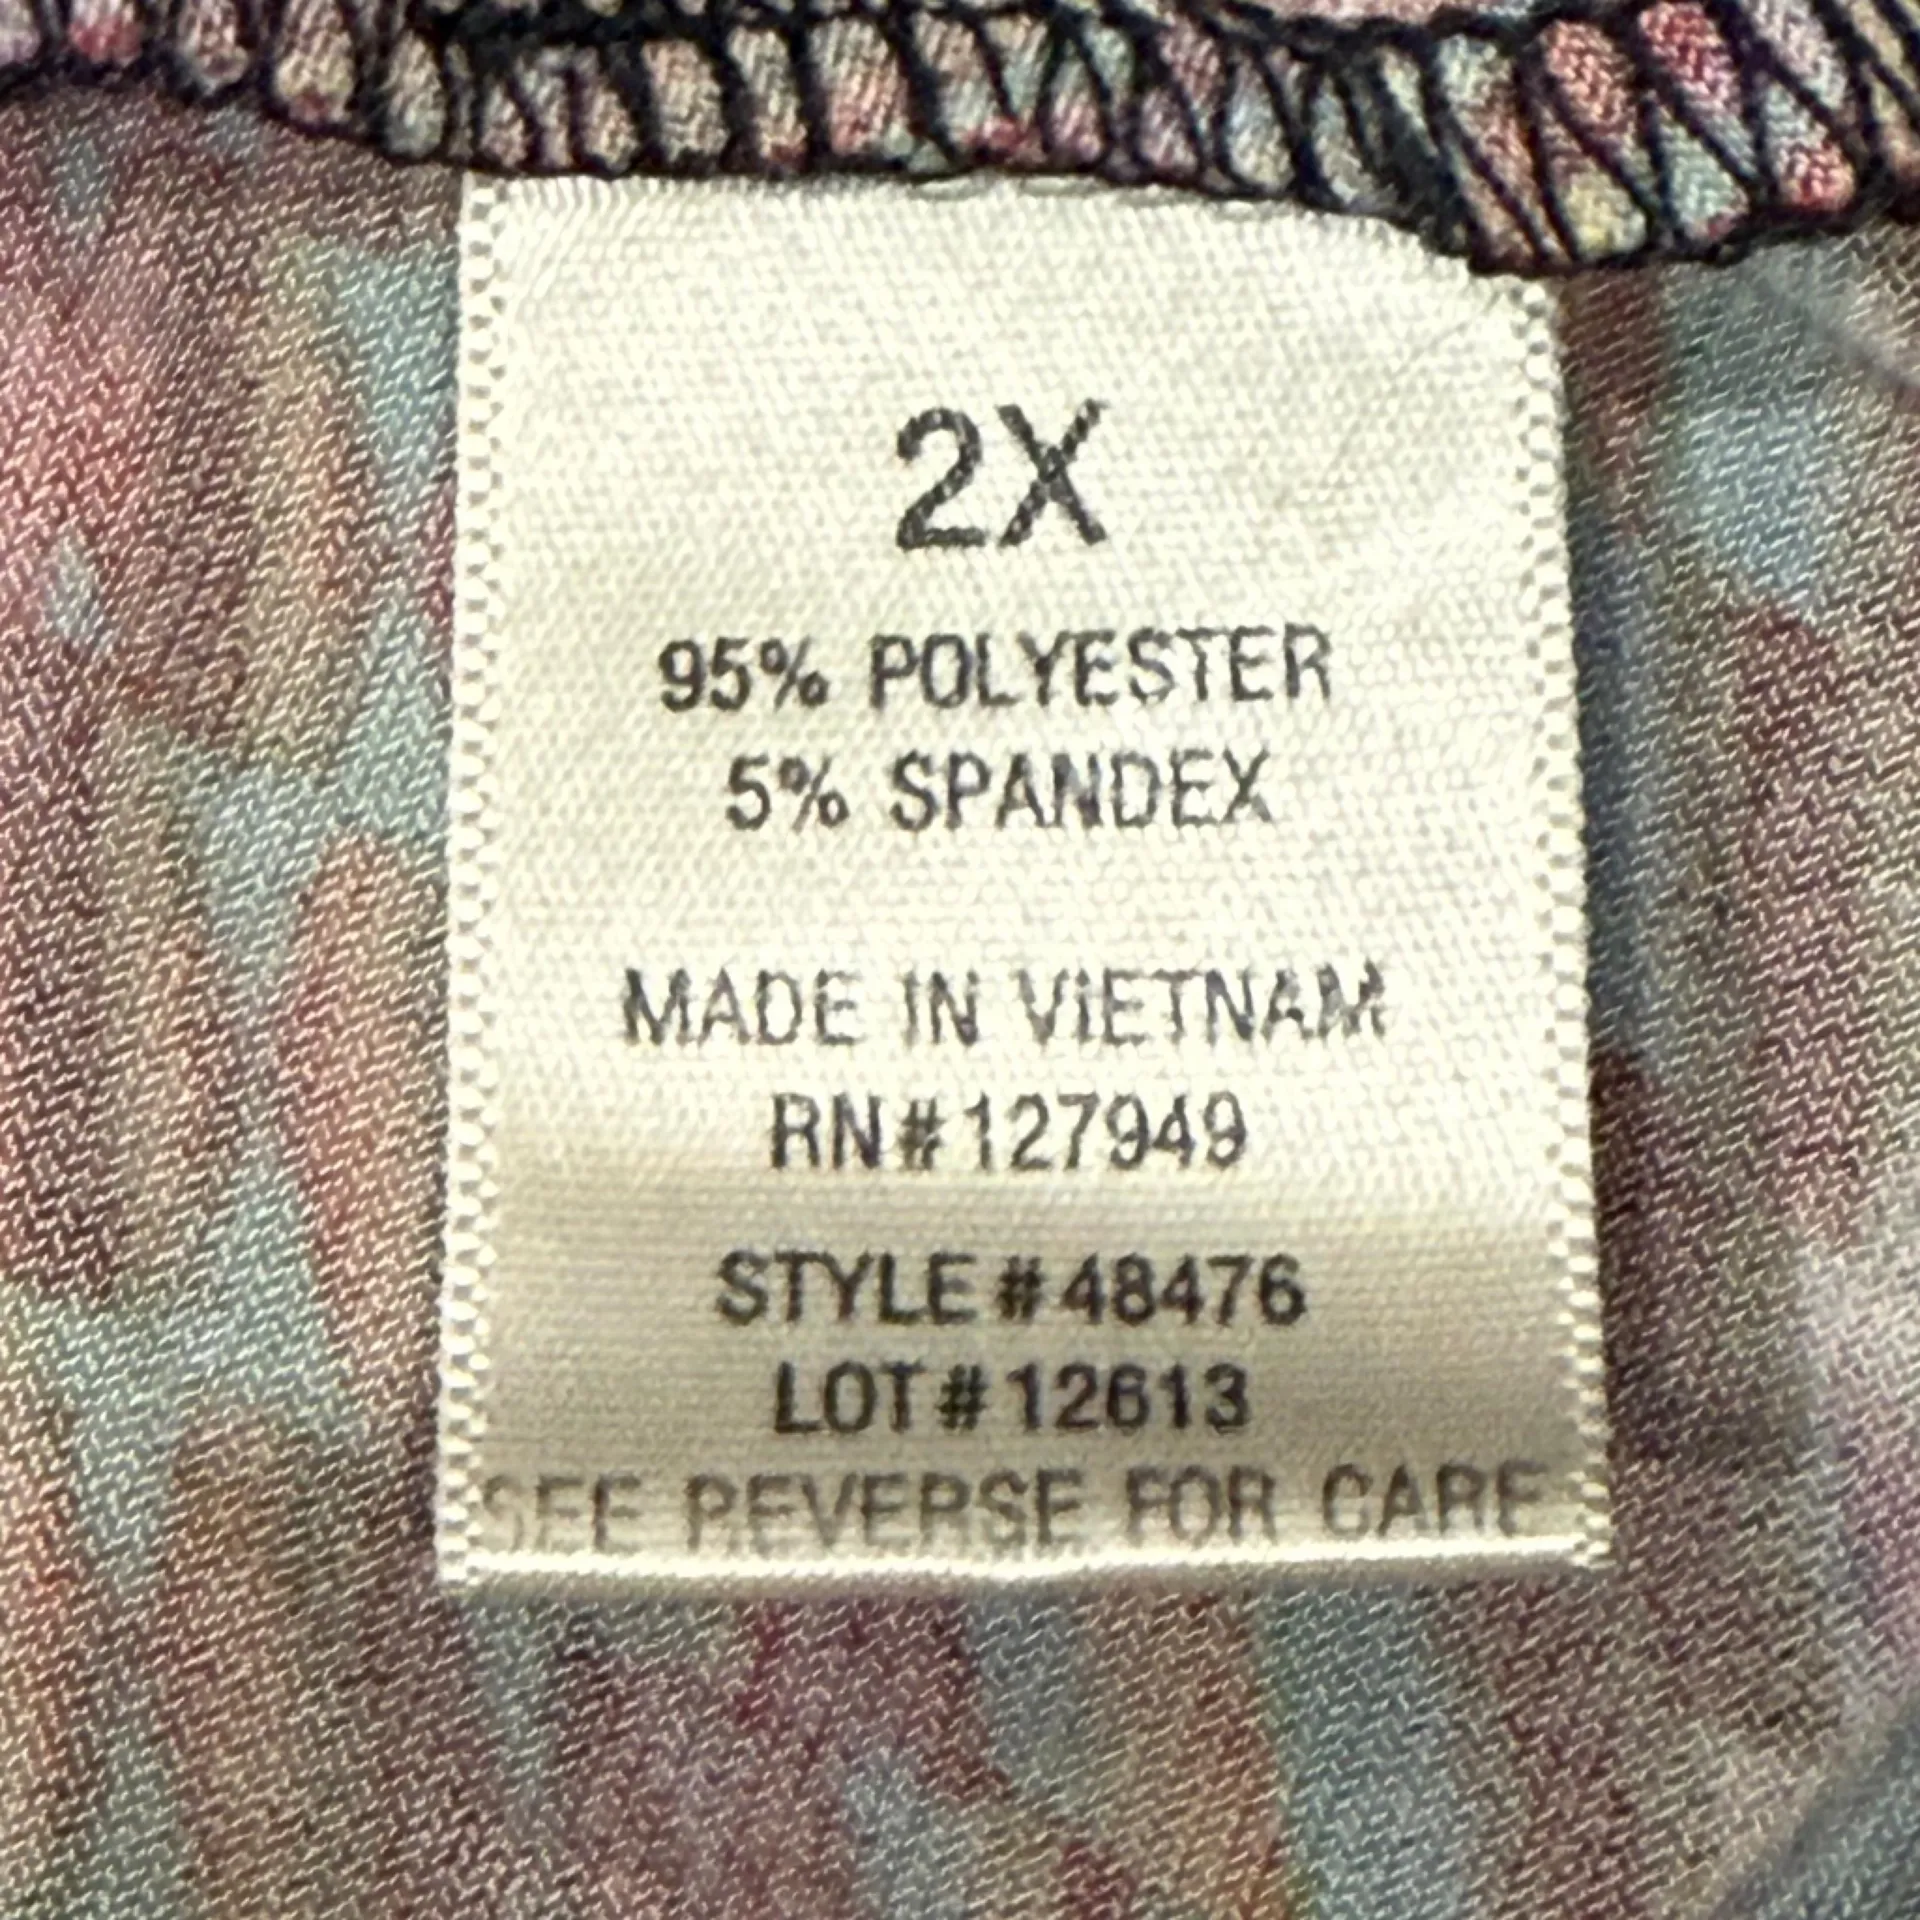 2X
95% POLYESTER
5% SPANDEX
MADE IN VIETNAM
RN#127949
STYLE#48476
LOT#12613
SEE REVERSE FOR CARE